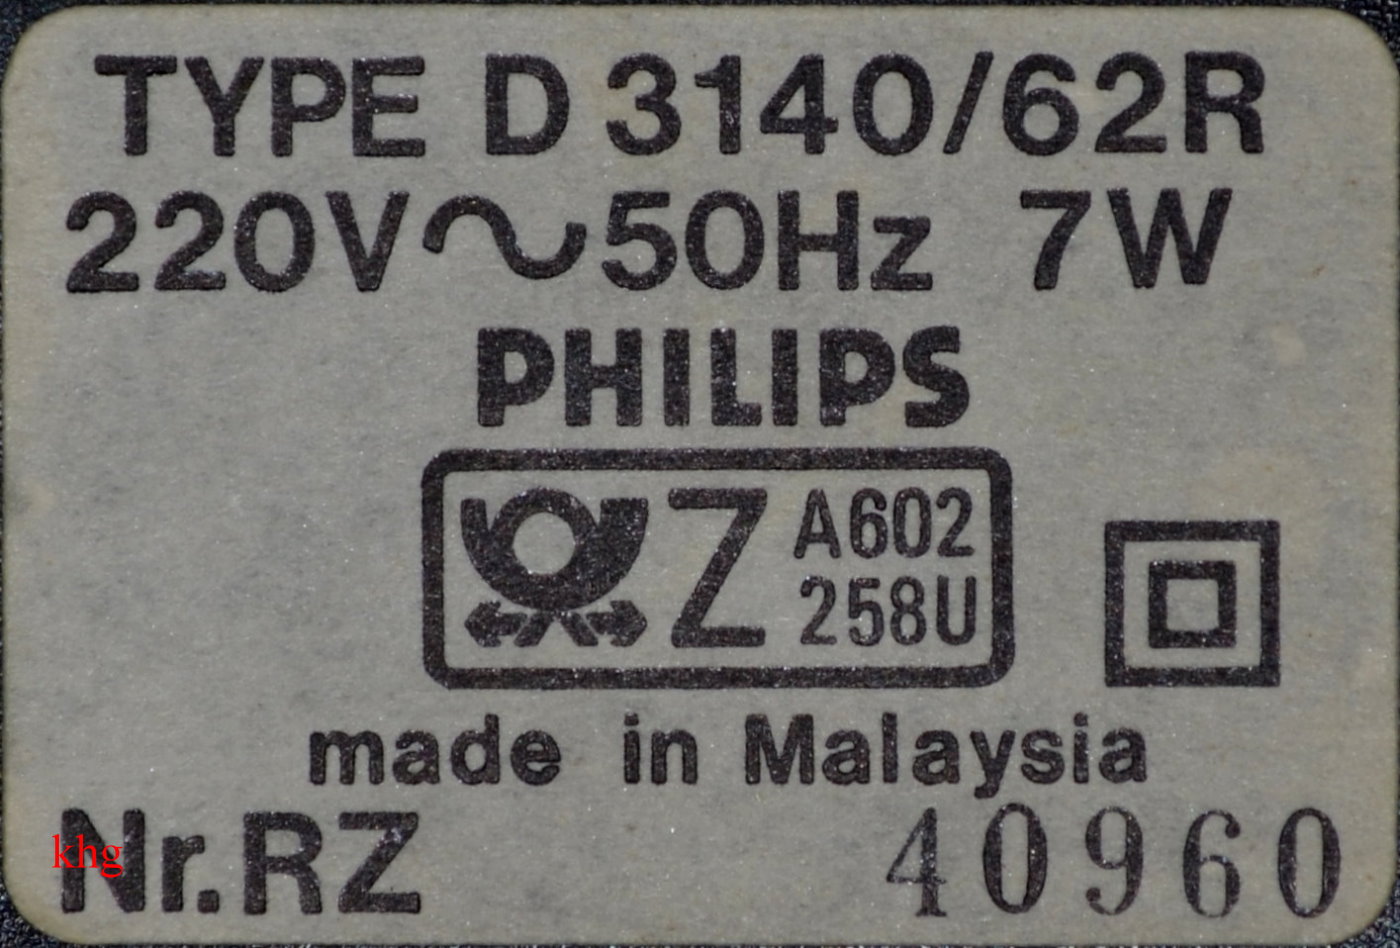 TYPE D 3140/62R
220V ~ 50Hz 7W
PHILIPS
Z A602
258U
made in Malaysia
Nr.RZ 40960
khg